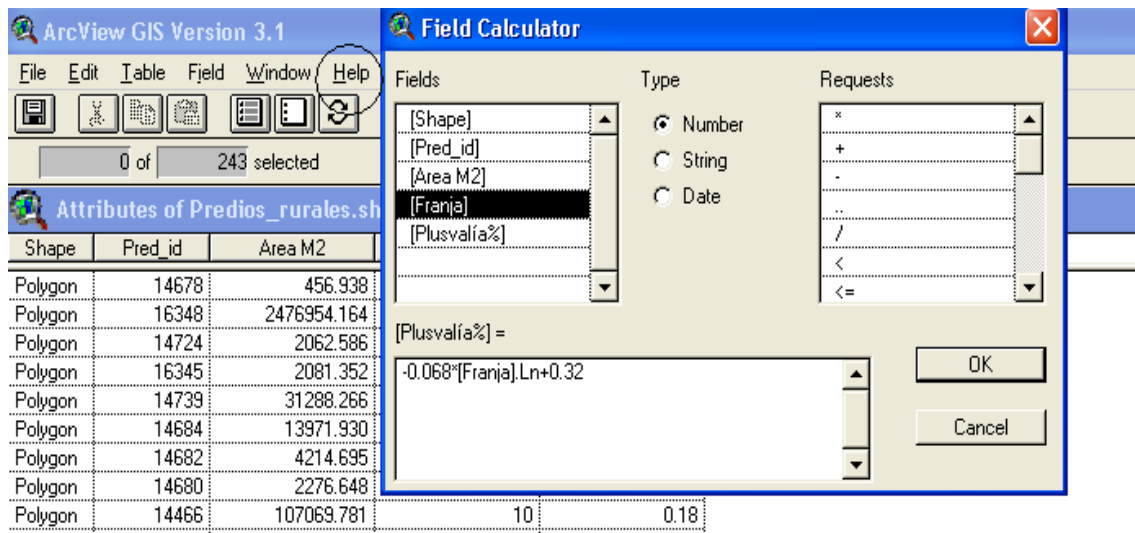 ArcView GIS Version 3.1
File Edit Table Field Window Help
0 of 243 selected
Attributes of Predios_rurales.sh
Shape Pred_id Area M2
Polygon 14678 456.938
Polygon 16348 2476954.164
Polygon 14724 2062.586
Polygon 16345 2081.352
Polygon 14739 31288.266
Polygon 14684 13971.930
Polygon 14682 4214.695
Polygon 14680 2276.648
Polygon 14466 107069.781 10 0.18
Field Calculator
Fields Type Requests
[Shape]
[Pred_id]
[Area M2]
[Franja]
[Plusvalía%]
Number
String
Date
*
+
-
..
/
<
<=
[Plusvalía%] =
-0.068*[Franja].Ln+0.32
OK
Cancel